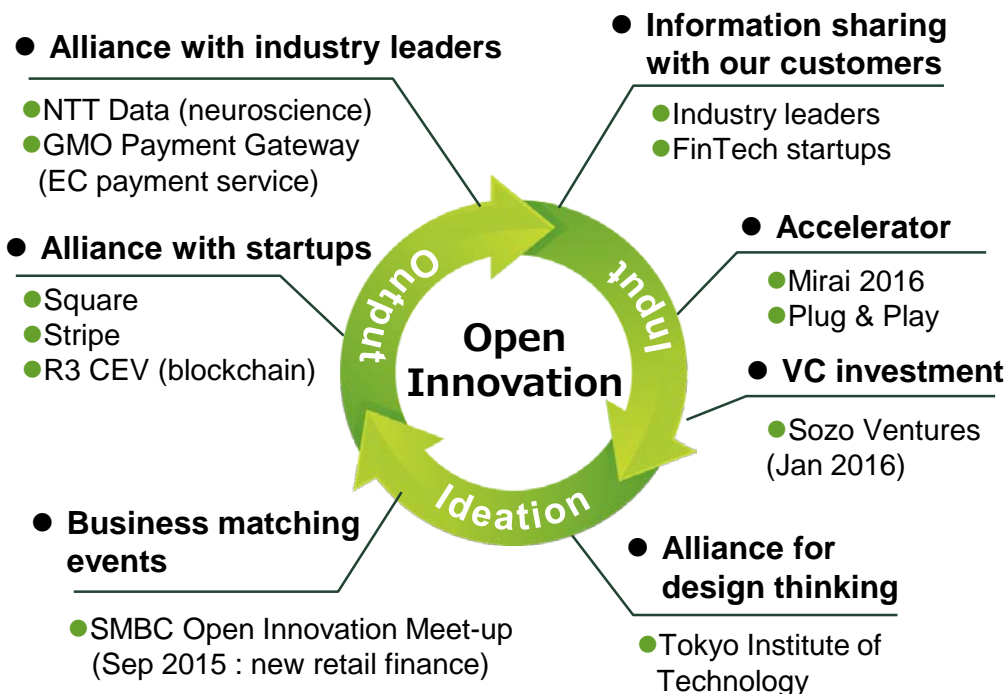 ● Alliance with industry leaders
●NTT Data (neuroscience)
●GMO Payment Gateway
(EC payment service)
● Information sharing
with our customers
●Industry leaders
●FinTech startups
● Alliance with startups
●Square
●Stripe
●R3 CEV (blockchain)
Output
Input
Open
Innovation
Ideation
● Accelerator
●Mirai 2016
●Plug & Play
● VC investment
●Sozo Ventures
(Jan 2016)
● Business matching
events
●SMBC Open Innovation Meet-up
(Sep 2015 : new retail finance)
● Alliance for
design thinking
●Tokyo Institute of
Technology